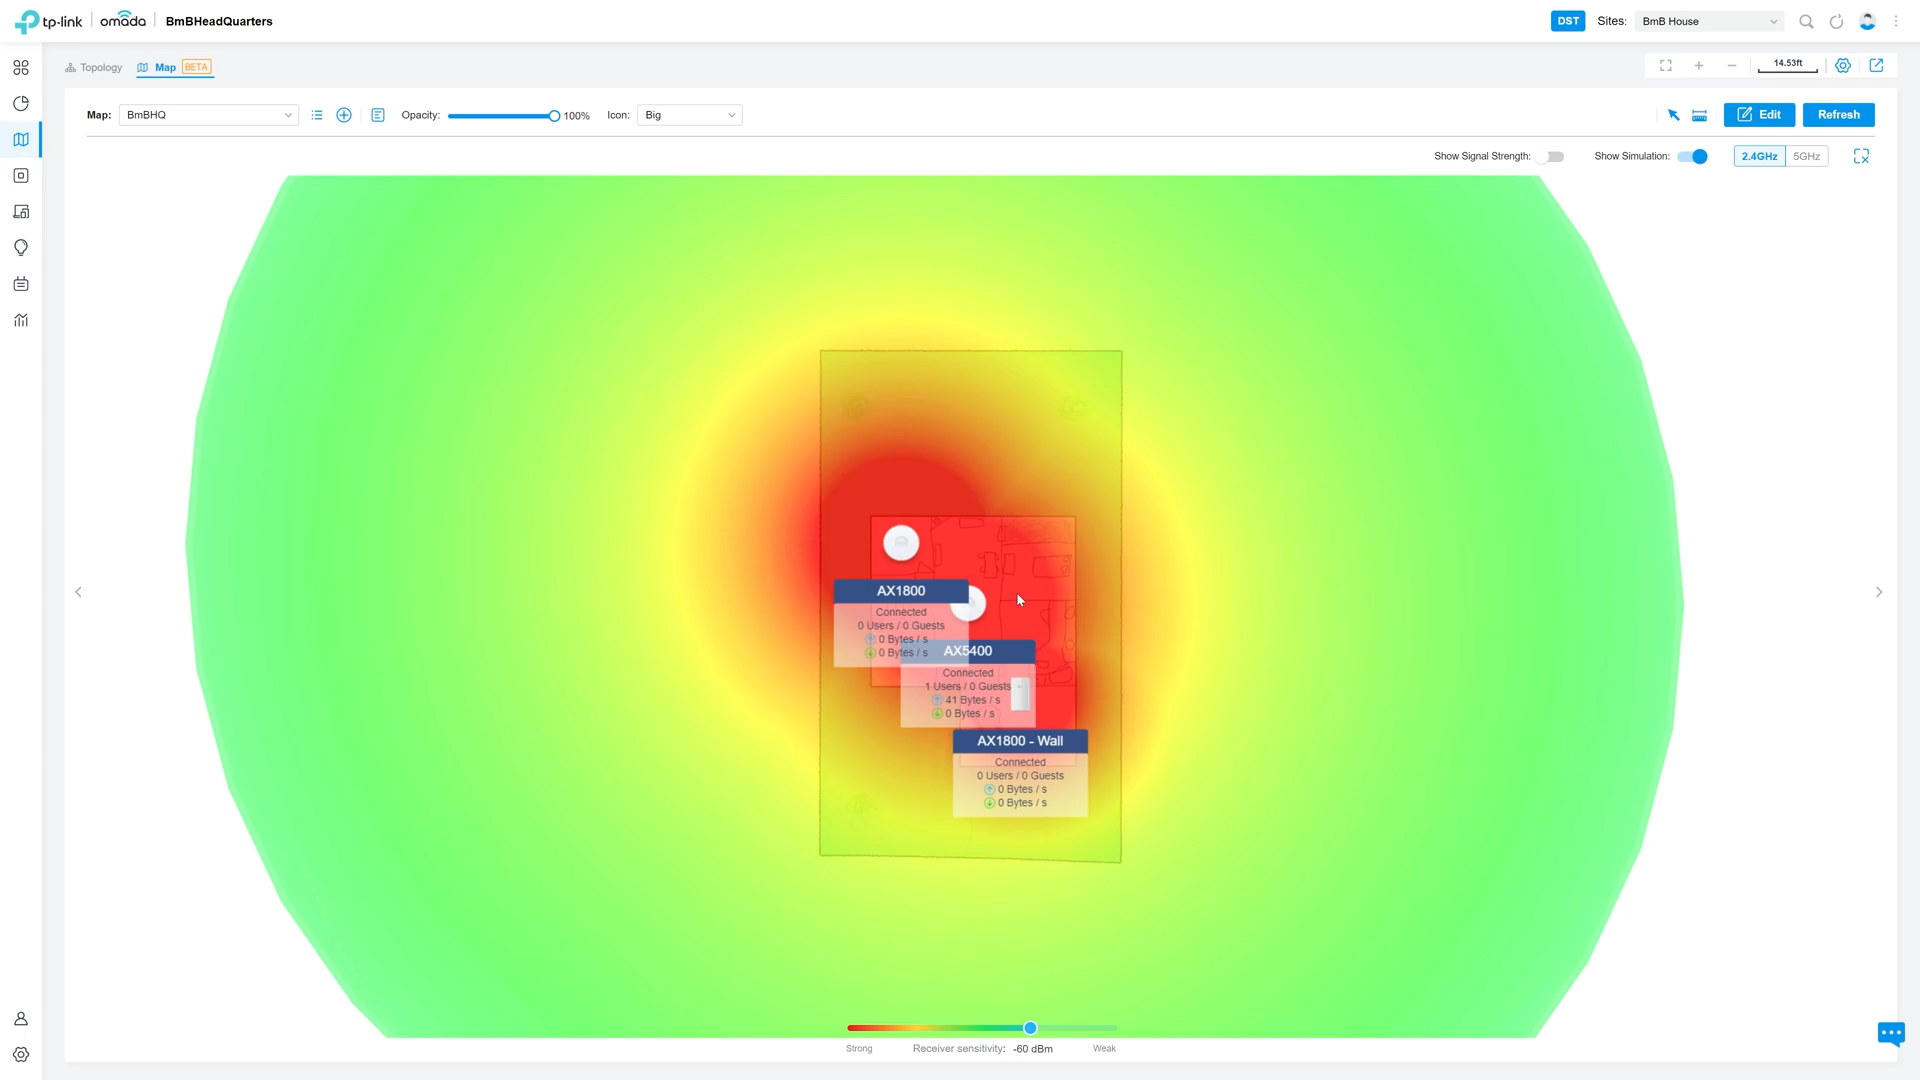 tp-link omada BmBHeadQuarters DST Sites: BmB House
Topology Map BETA 14.53ft
Map: BmBHQ Opacity: 100% Icon: Big Edit Refresh
Show Signal Strength: Show Simulation: 2.4GHz 5GHz
AX1800
Connected
0 Users / 0 Guests
0 Bytes / s
0 Bytes / s
AX5400
Connected
1 Users / 0 Guests
41 Bytes / s
0 Bytes / s
AX1800 - Wall
Connected
0 Users / 0 Guests
0 Bytes / s
0 Bytes / s
Strong Receiver sensitivity: -60 dBm Weak